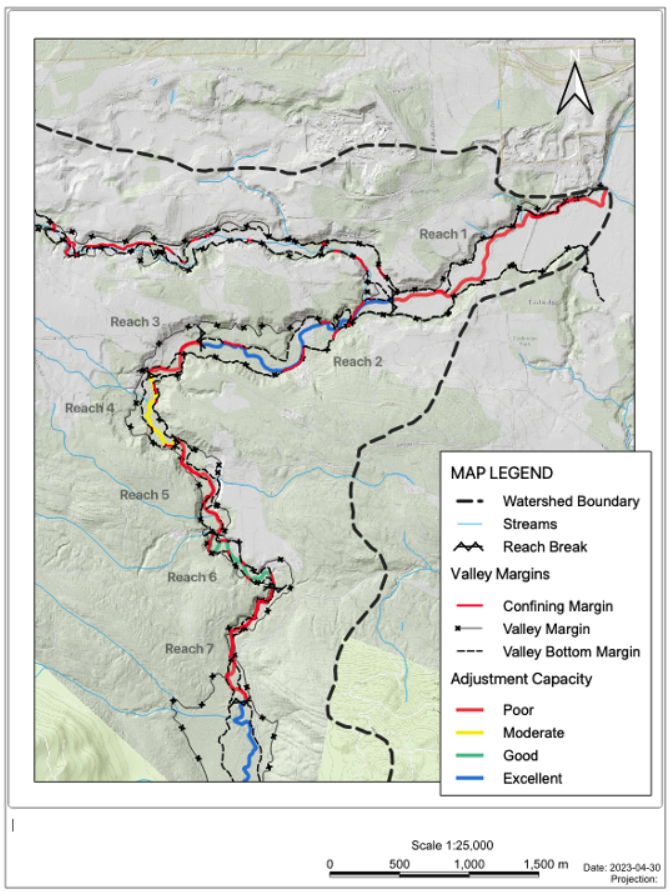 N
Reach 1
Reach 3
Reach 2
Reach 4
Reach 5
Reach 6
Reach 7
MAP LEGEND
Watershed Boundary
Streams
Reach Break
Valley Margins
Confining Margin
Valley Margin
Valley Bottom Margin
Adjustment Capacity
Poor
Moderate
Good
Excellent
Scale 1:25,000
0 500 1,000 1,500 m
Date: 2023-04-30
Projection: